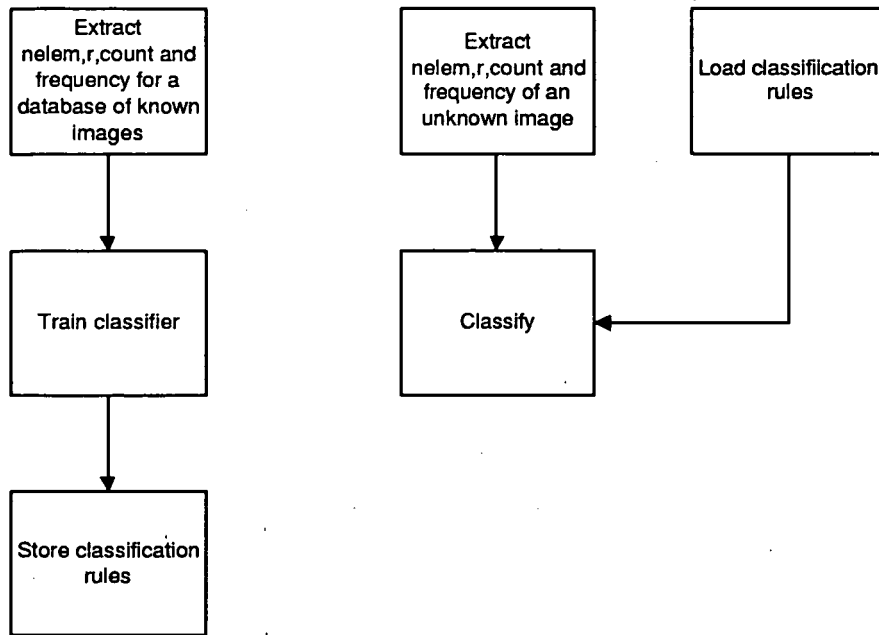 Extract
nelem,r,count and
frequency for a
database of known
images
Extract
nelem,r,count and
frequency of an
unknown image
Load classifiication
rules
Train classifier
Classify
Store classification
rules